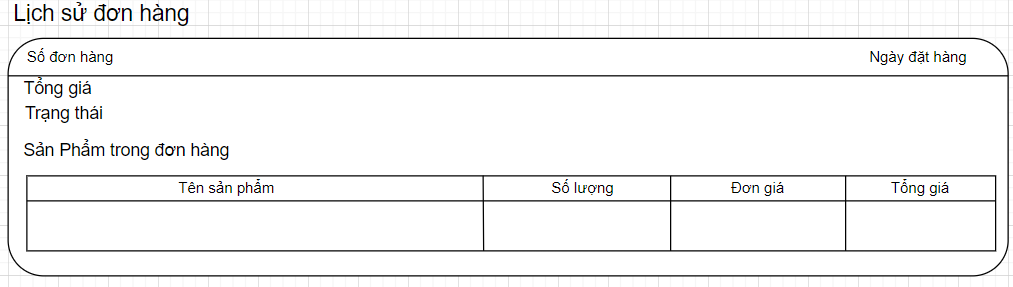 Lịch sử đơn hàng
Số đơn hàng Ngày đặt hàng
Tổng giá
Trạng thái
Sản Phẩm trong đơn hàng
Tên sản phẩm Số lượng Đơn giá Tổng giá